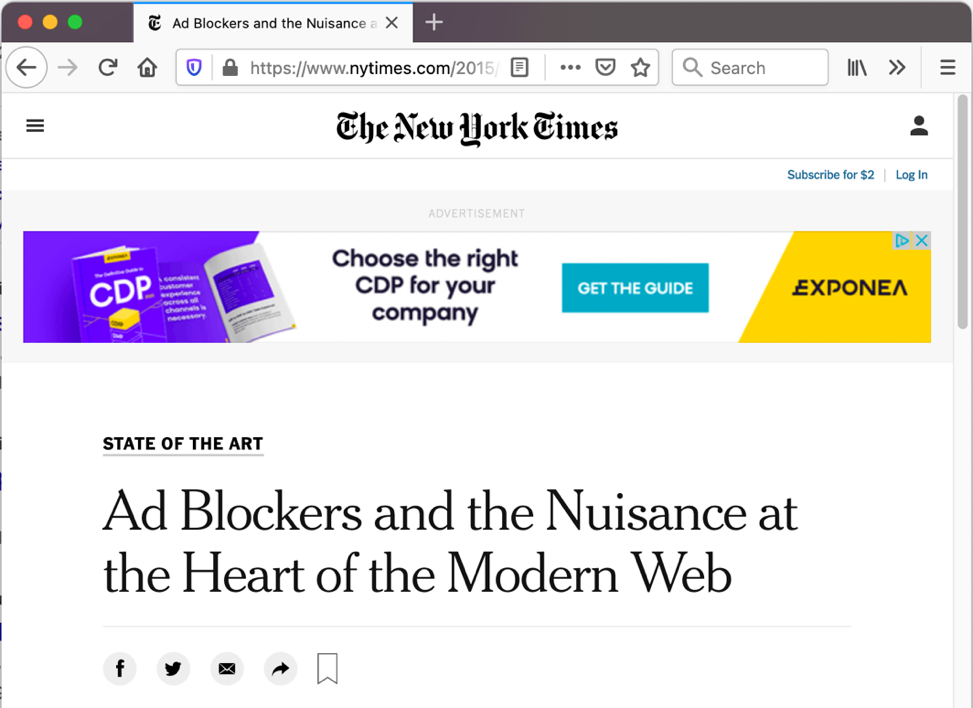 Ad Blockers and the Nuisance a
https://www.nytimes.com/2015/
Search
The New York Times
Subscribe for $2 | Log In
ADVERTISEMENT
The Definitive Guide to
CDP
CDP
A consistent
customer
experience
across all
channels is
necessary.
Choose the right
CDP for your
company
GET THE GUIDE
EXPONEA
STATE OF THE ART
Ad Blockers and the Nuisance at
the Heart of the Modern Web